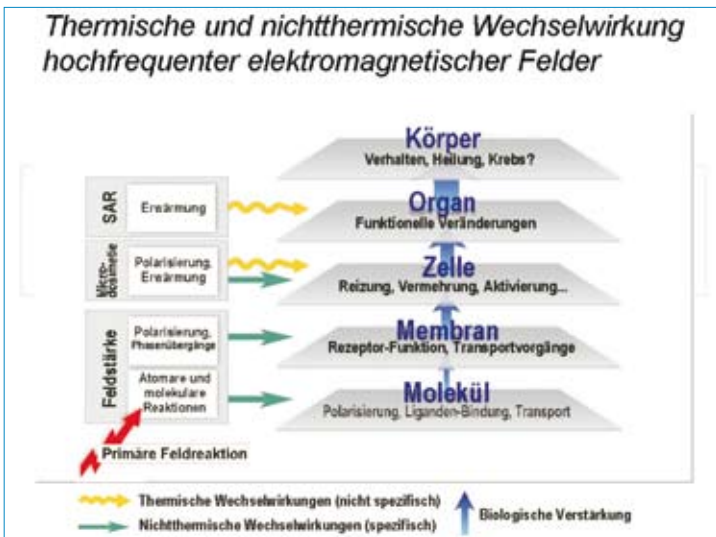 Thermische und nichtthermische Wechselwirkung
hochfrequenter elektromagnetischer Felder
Körper
Verhalten, Heilung, Krebs?
SAR
Erwärmung
Organ
Funktionelle Veränderungen
Micro-
dosimetrie
Polarisierung,
Erwärmung
Zelle
Reizung, Vermehrung, Aktivierung...
Feldstärke
Polarisierung,
Phasenübergänge
Membran
Rezeptor-Funktion, Transportvorgänge
Atomare und
molekulare
Reaktionen
Molekül
Polarisierung, Liganden-Bindung, Transport
Primäre Feldreaktion
Thermische Wechselwirkungen (nicht spezifisch)
Nichtthermische Wechselwirkungen (spezifisch)
Biologische Verstärkung